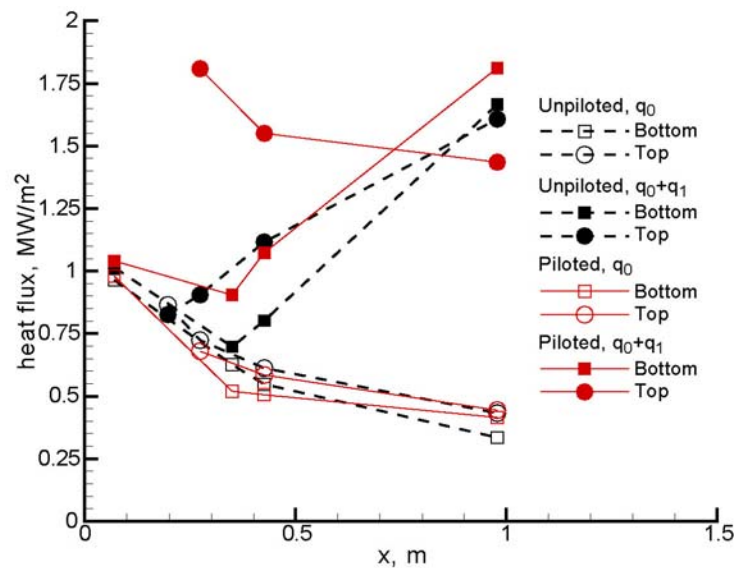 2
1.75
1.5
1.25
1
0.75
0.5
0.25
0
0
0.5
1
1.5
heat flux, MW/m²
x, m
Unpiloted, q₀
Bottom
Top
Unpiloted, q₀+q₁
Bottom
Top
Piloted, q₀
Bottom
Top
Piloted, q₀+q₁
Bottom
Top